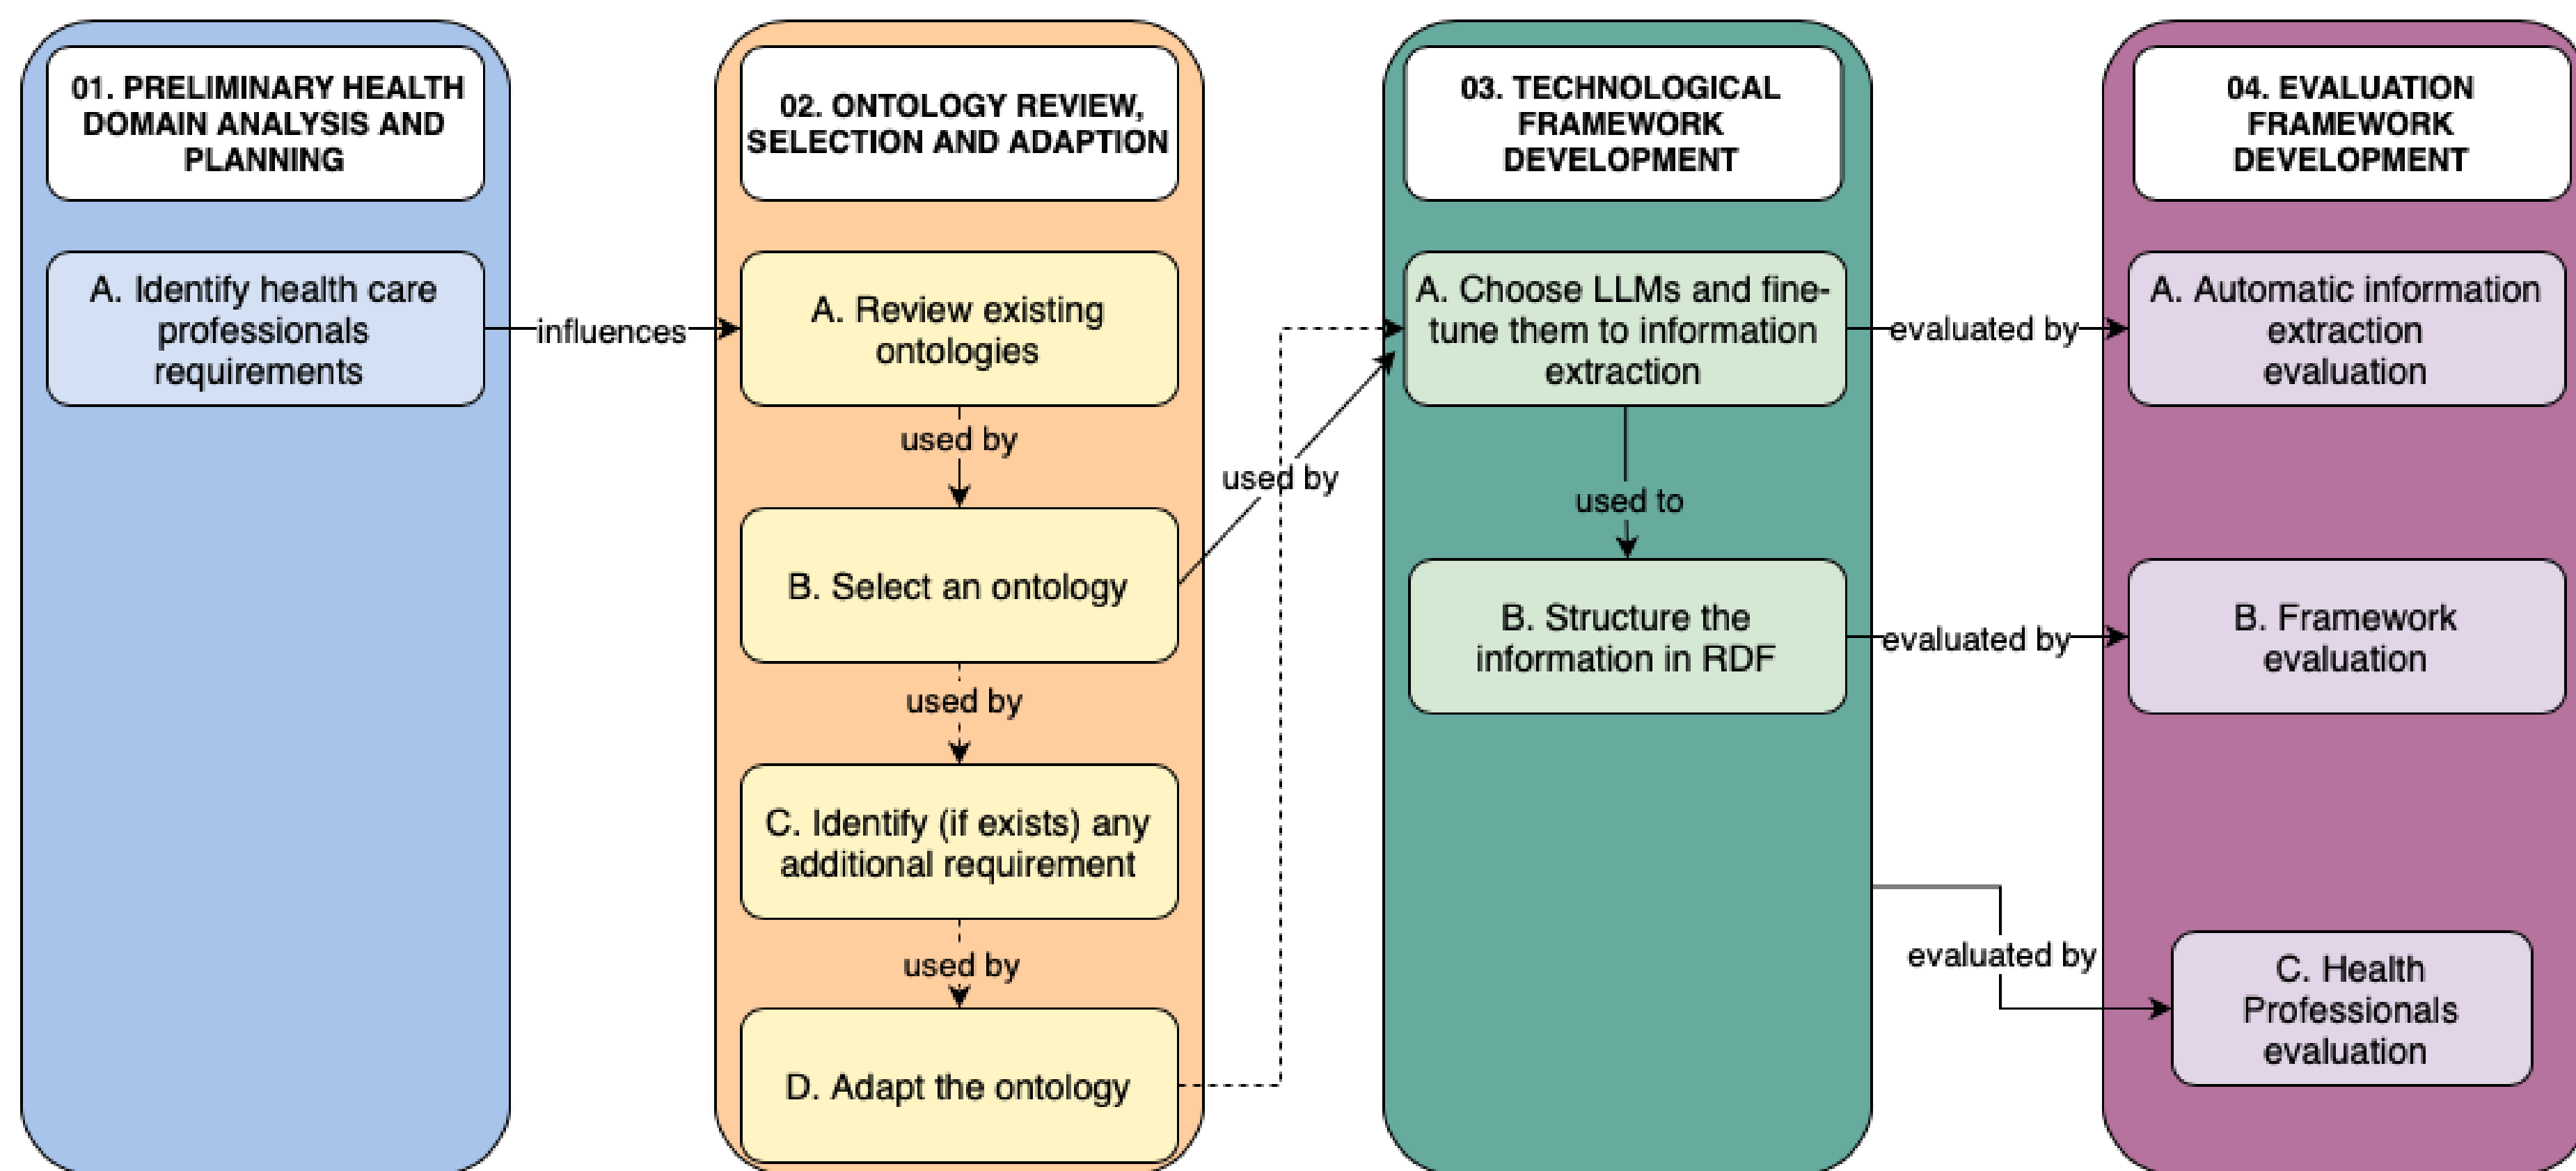 01. PRELIMINARY HEALTH
DOMAIN ANALYSIS AND
PLANNING
A. Identify health care
professionals
requirements
influences
02. ONTOLOGY REVIEW,
SELECTION AND ADAPTION
A. Review existing
ontologies
used by
B. Select an ontology
used by
C. Identify (if exists) any
additional requirement
used by
D. Adapt the ontology
used by
03. TECHNOLOGICAL
FRAMEWORK
DEVELOPMENT
A. Choose LLMs and fine-
tune them to information
extraction
used to
B. Structure the
information in RDF
evaluated by
evaluated by
evaluated by
04. EVALUATION
FRAMEWORK
DEVELOPMENT
A. Automatic information
extraction
evaluation
B. Framework
evaluation
C. Health
Professionals
evaluation